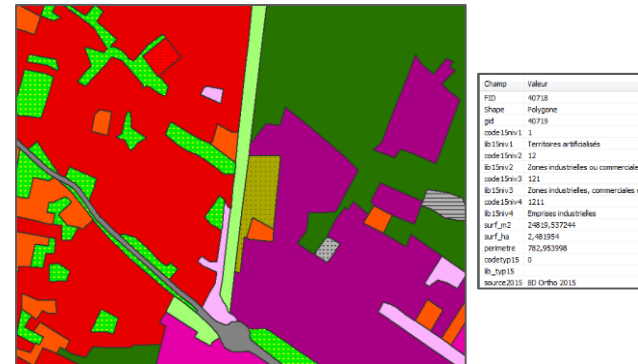 Champ Valeur
FID 40718
Shape Polygone
gid 40719
code15niv1 1
lib15niv1 Territoires artificialisés
code15niv2 12
lib15niv2 Zones industrielles ou commerciales
code15niv3 121
lib15niv3 Zones industrielles, commerciales
code15niv4 1211
lib15niv4 Emprises industrielles
surf_m2 24819,537244
surf_ha 2,481954
perimetre 782,953998
codetyp15 0
lib_typ15
source2015 BD Ortho 2015